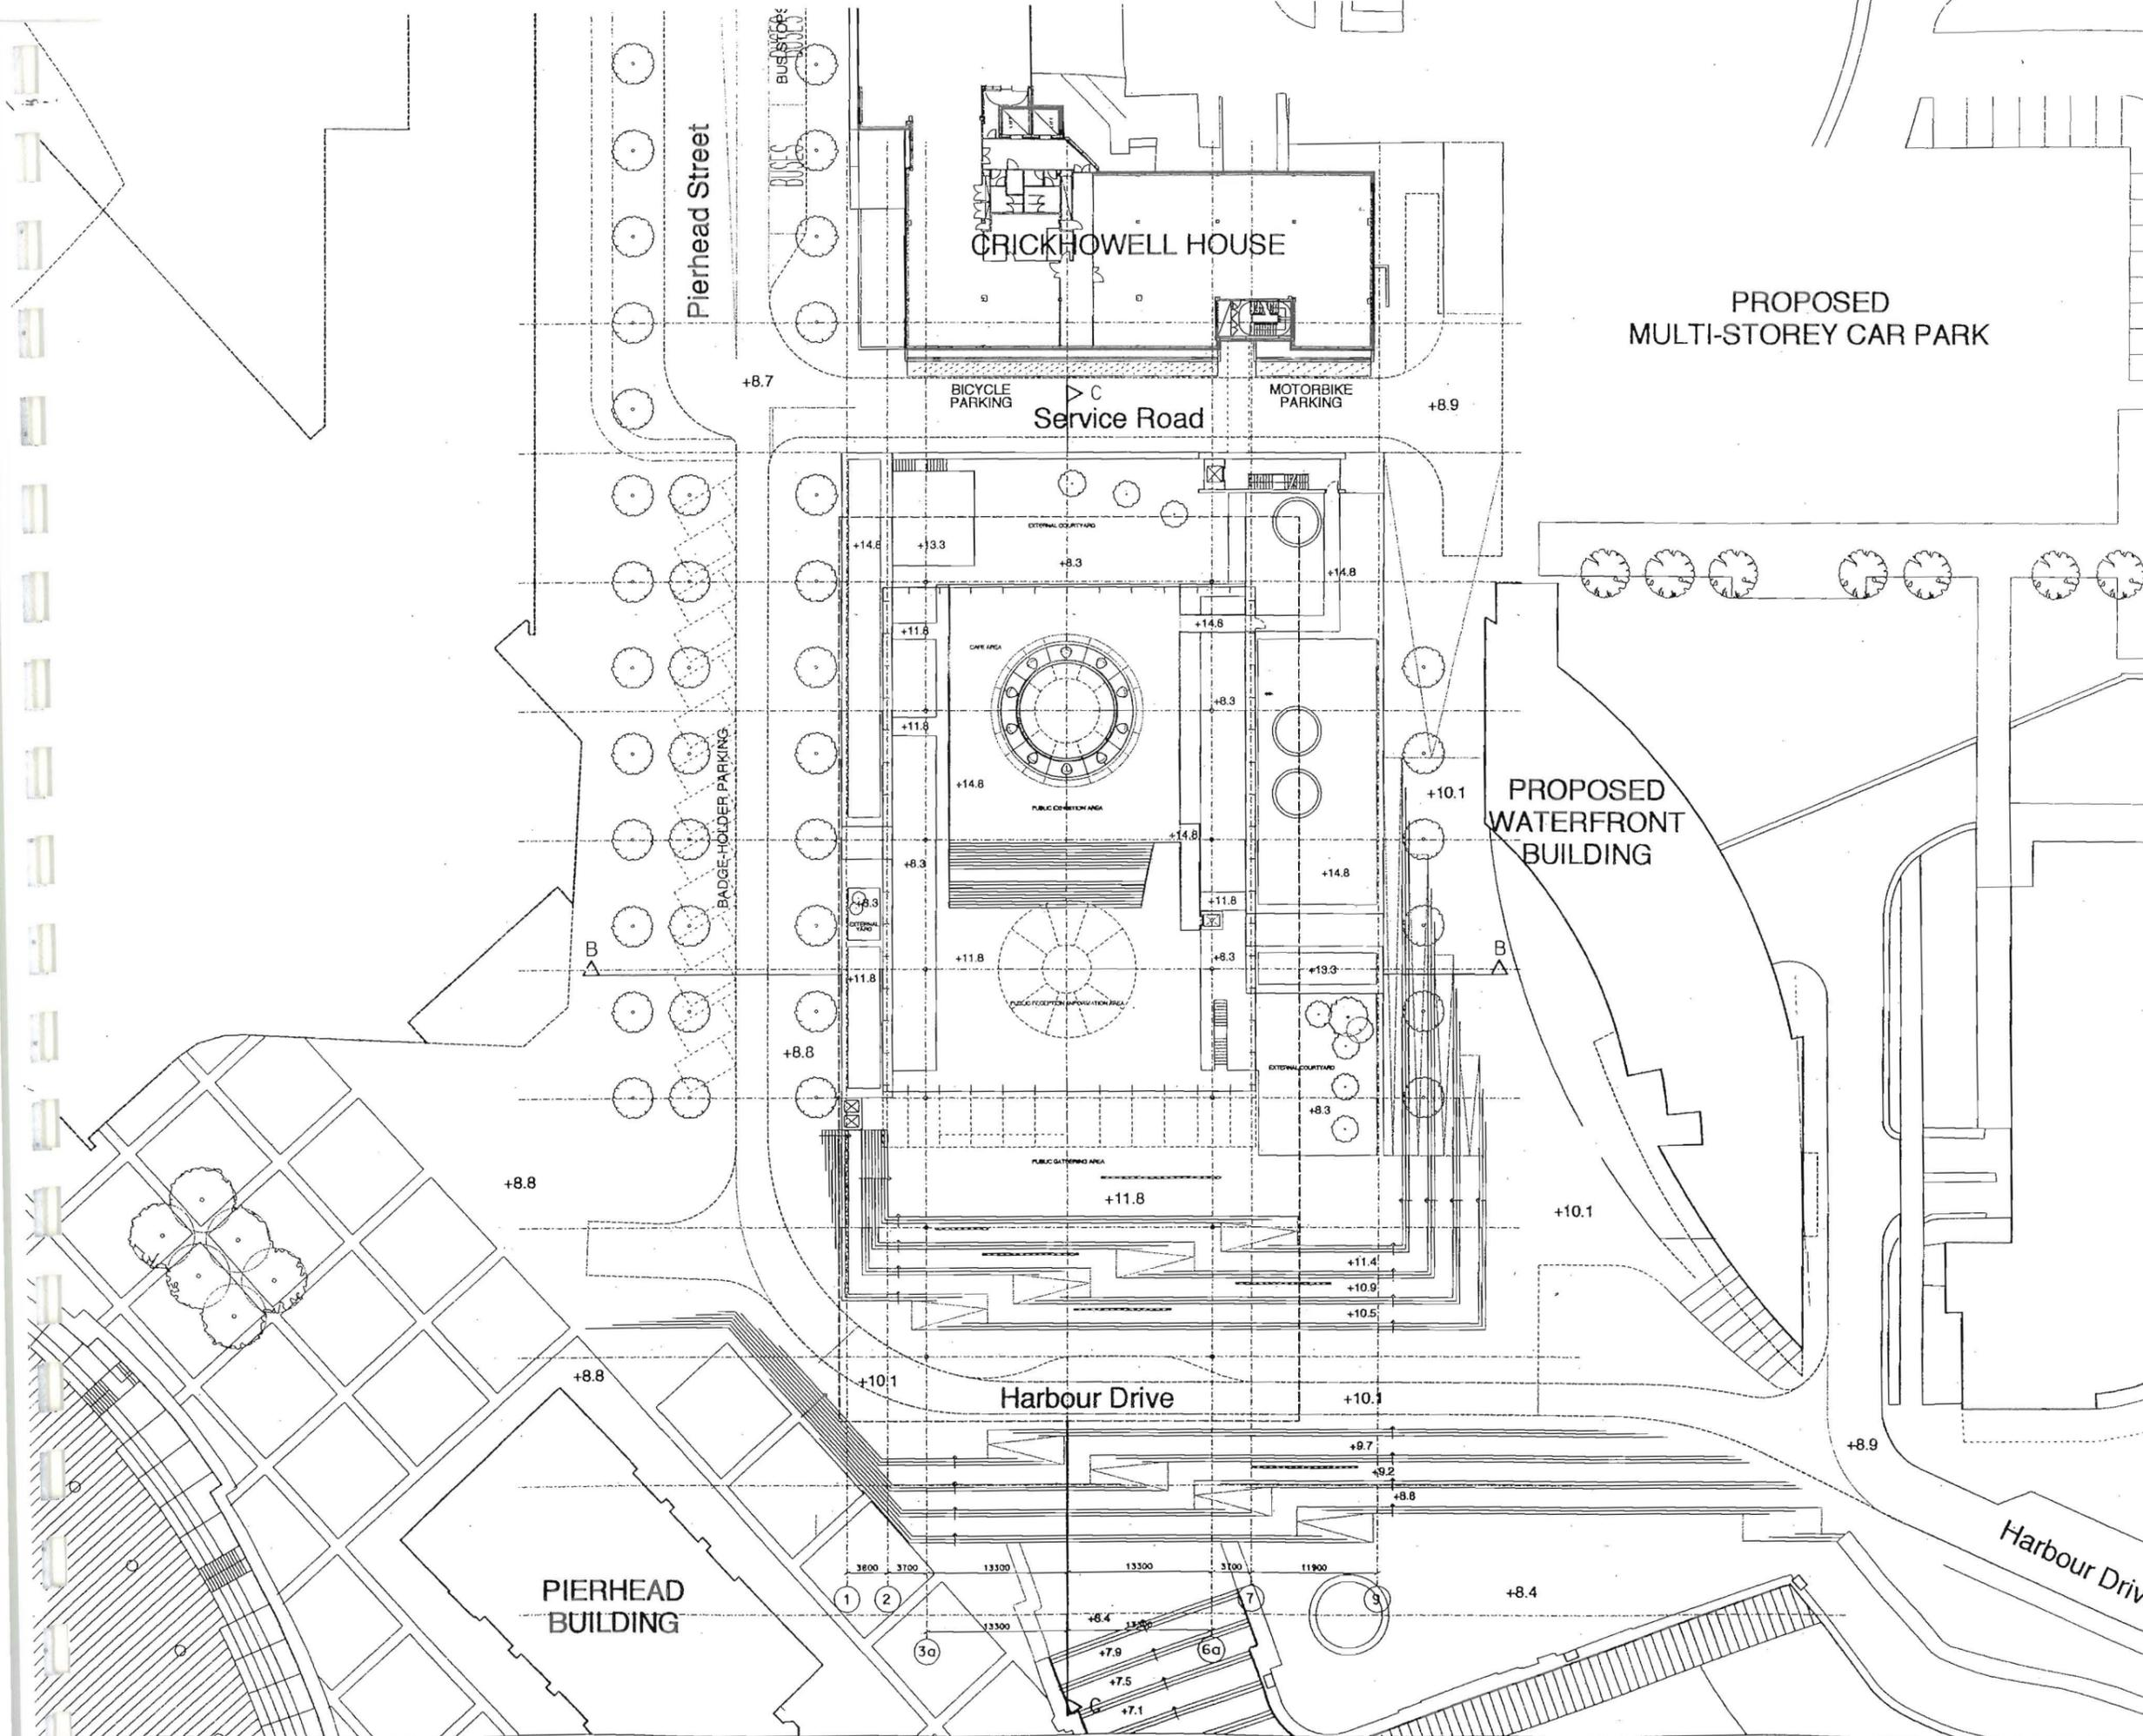 BUS STOPS
BUSES
Pierhead Street
CRICKHOWELL HOUSE
PROPOSED
MULTI-STOREY CAR PARK
+8.7
BICYCLE
PARKING
C
MOTORBIKE
PARKING
+8.9
Service Road
EXTERNAL COURTYARD
+14.8
+13.3
+8.3
+14.8
+11.8
+14.8
CAFE AREA
+8.3
+11.8
BADGE-HOLDER PARKING
+14.8
PUBLIC EXHIBITION AREA
+10.1
PROPOSED
WATERFRONT
BUILDING
+14.8
+8.3
+14.8
+8.3
EXTERNAL
YARD
+11.8
B
+11.8
+8.3
B
+11.8
+13.3
PUBLIC RECEPTION INFORMATION AREA
+8.8
EXTERNAL COURTYARD
+8.3
PUBLIC GATHERING AREA
+8.8
+11.8
+10.1
+11.4
+10.9
+10.5
+8.8
+10.1
Harbour Drive
+10.1
+9.7
+8.9
+9.2
+8.8
Harbour Driv
3600
3700
13300
13300
3700
11900
PIERHEAD
BUILDING
1
2
7
9
+8.4
+8.4
13300
3a
6a
+7.9
+7.5
+7.1
C